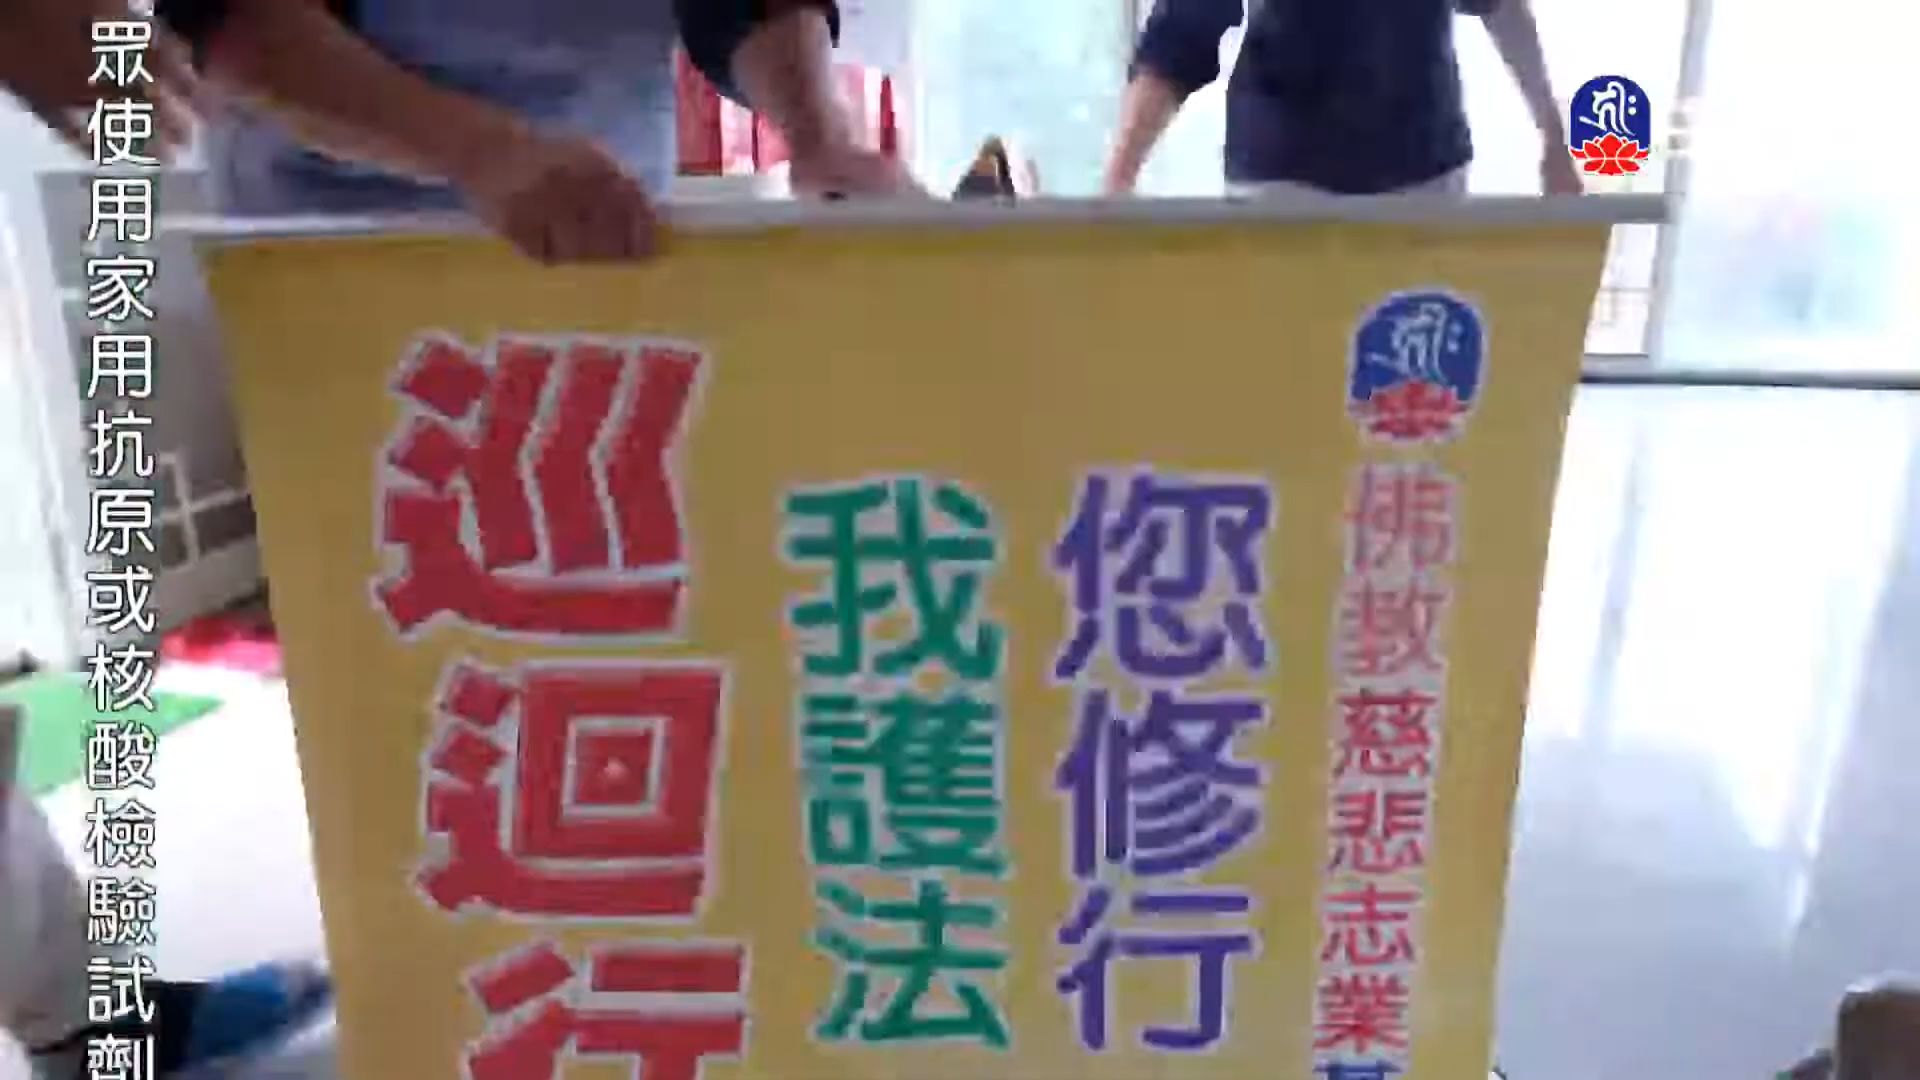 佛教慈悲志業
您修行
我護法
巡迴行
眾使用家用抗原或核酸檢驗試劑